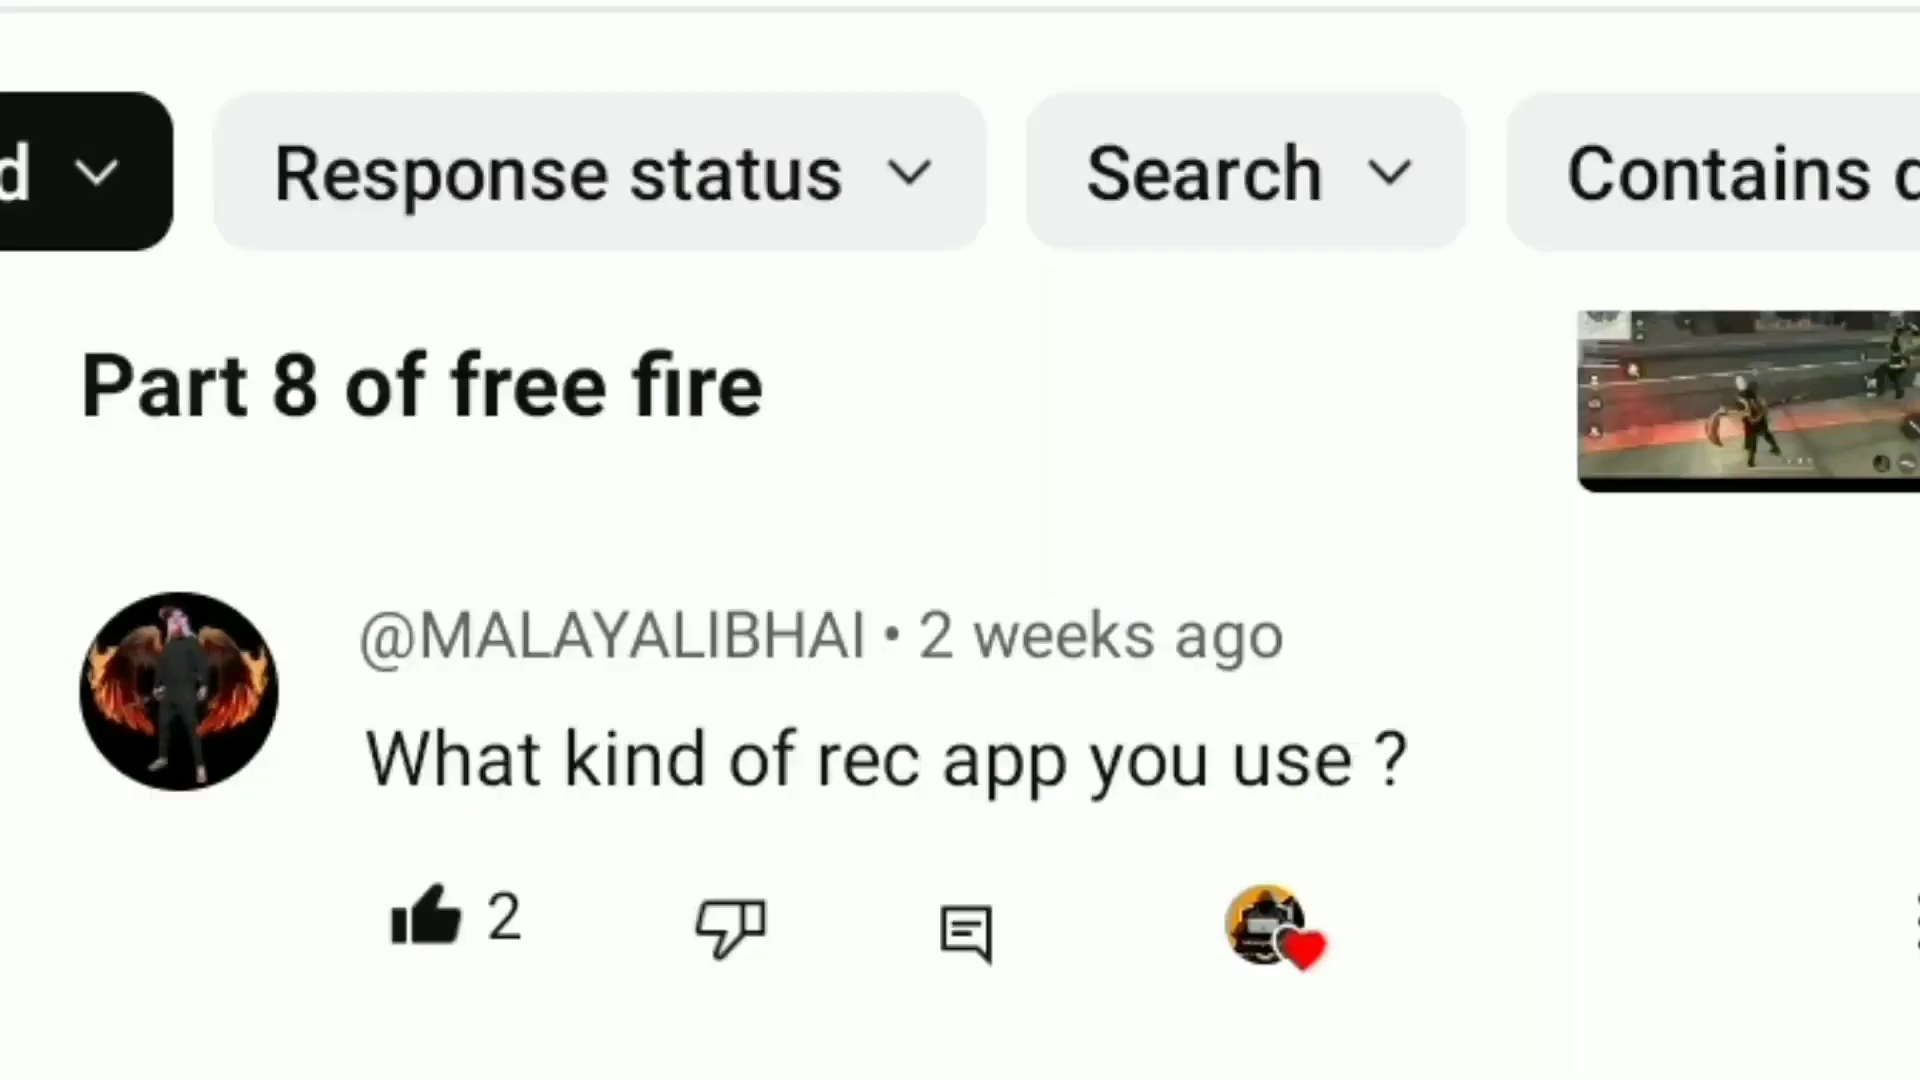 d
Response status
Search
Contains
Part 8 of free fire
@MALAYALIBHAI • 2 weeks ago
What kind of rec app you use ?
2